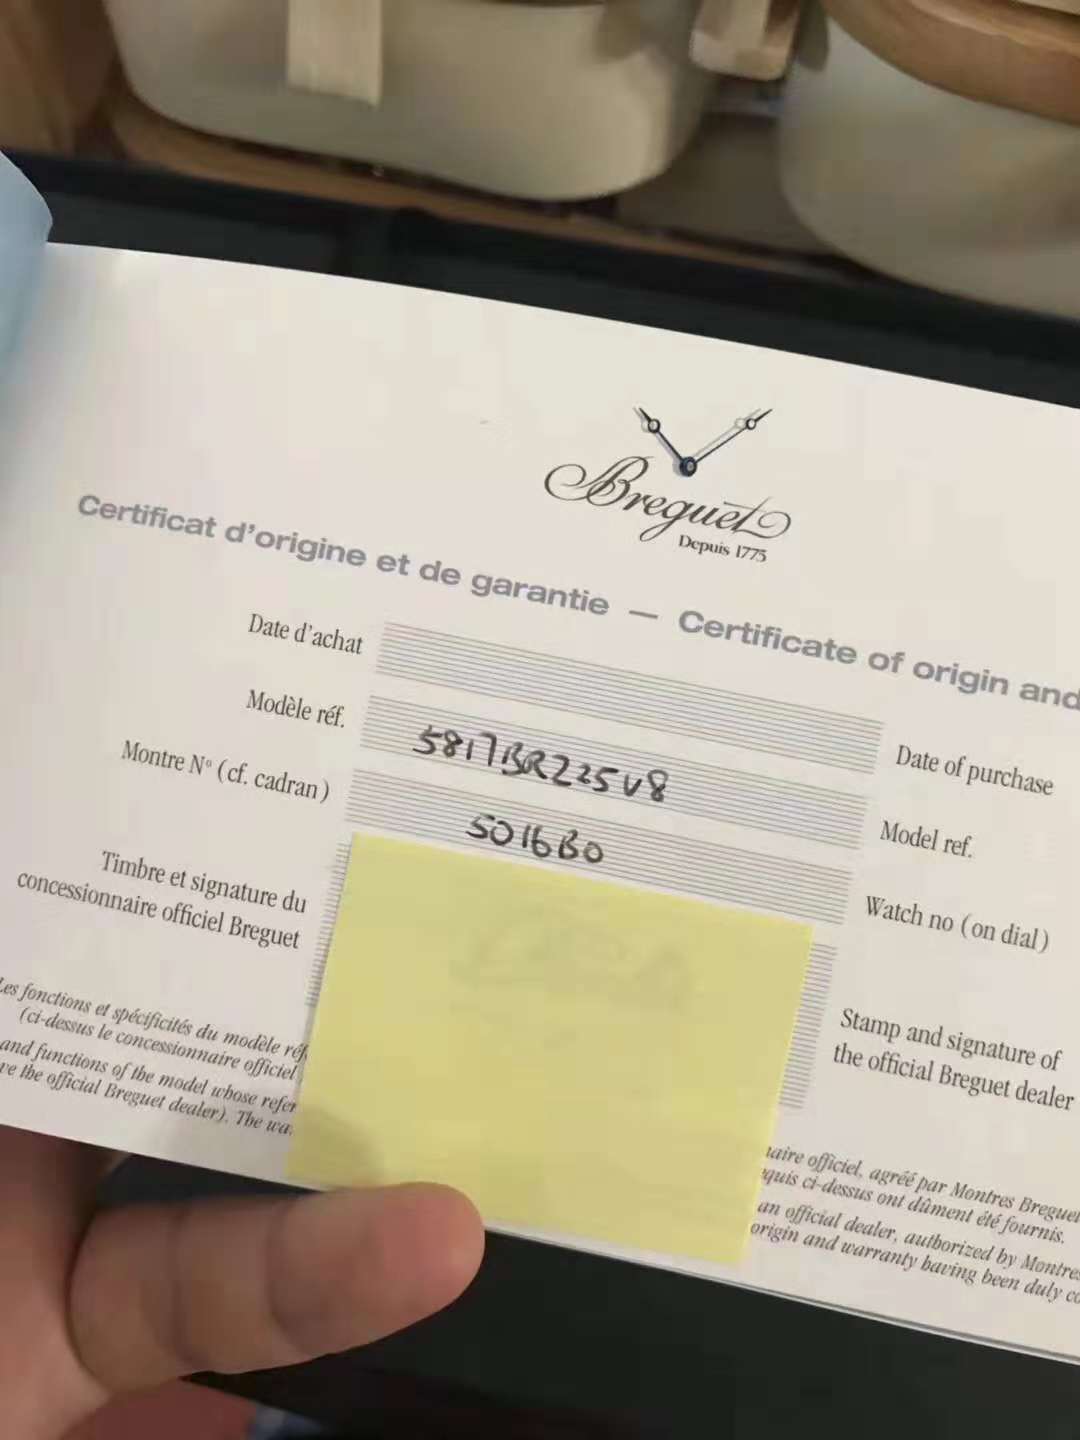 Breguet
Depuis 1775
Certificat d'origine et de garantie — Certificate of origin and
Date d'achat
Date of purchase
Modèle réf.
5817BRZ25V8
Model ref.
Montre N° (cf. cadran)
5016B0
Watch no (on dial)
Timbre et signature du
concessionnaire officiel Breguet
Stamp and signature of
the official Breguet dealer
Les fonctions et spécificités du modèle
(ci-dessus le concessionnaire officiel
and functions of the model whose
the official Breguet dealer). The
officiel, agréé par Montres Breguet
ci-dessus ont dûment été fournis.
an official dealer, authorized by Montres
origin and warranty having been duly